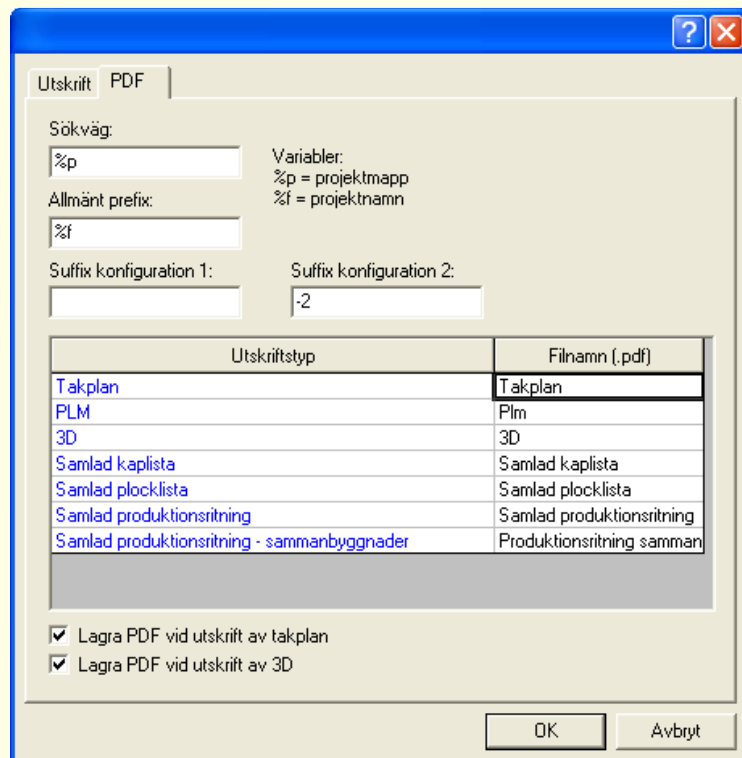 Utskrift PDF
Sökväg:
%p
Variabler:
%p = projektmapp
%f = projektnamn
Allmänt prefix:
%f
Suffix konfiguration 1: Suffix konfiguration 2:
-2
Utskriftstyp Filnamn (.pdf)
Takplan Takplan
PLM Plm
3D 3D
Samlad kaplista Samlad kaplista
Samlad plocklista Samlad plocklista
Samlad produktionsritning Samlad produktionsritning
Samlad produktionsritning - sammanbyggnader Produktionsritning samman
Lagra PDF vid utskrift av takplan
Lagra PDF vid utskrift av 3D
OK Avbryt